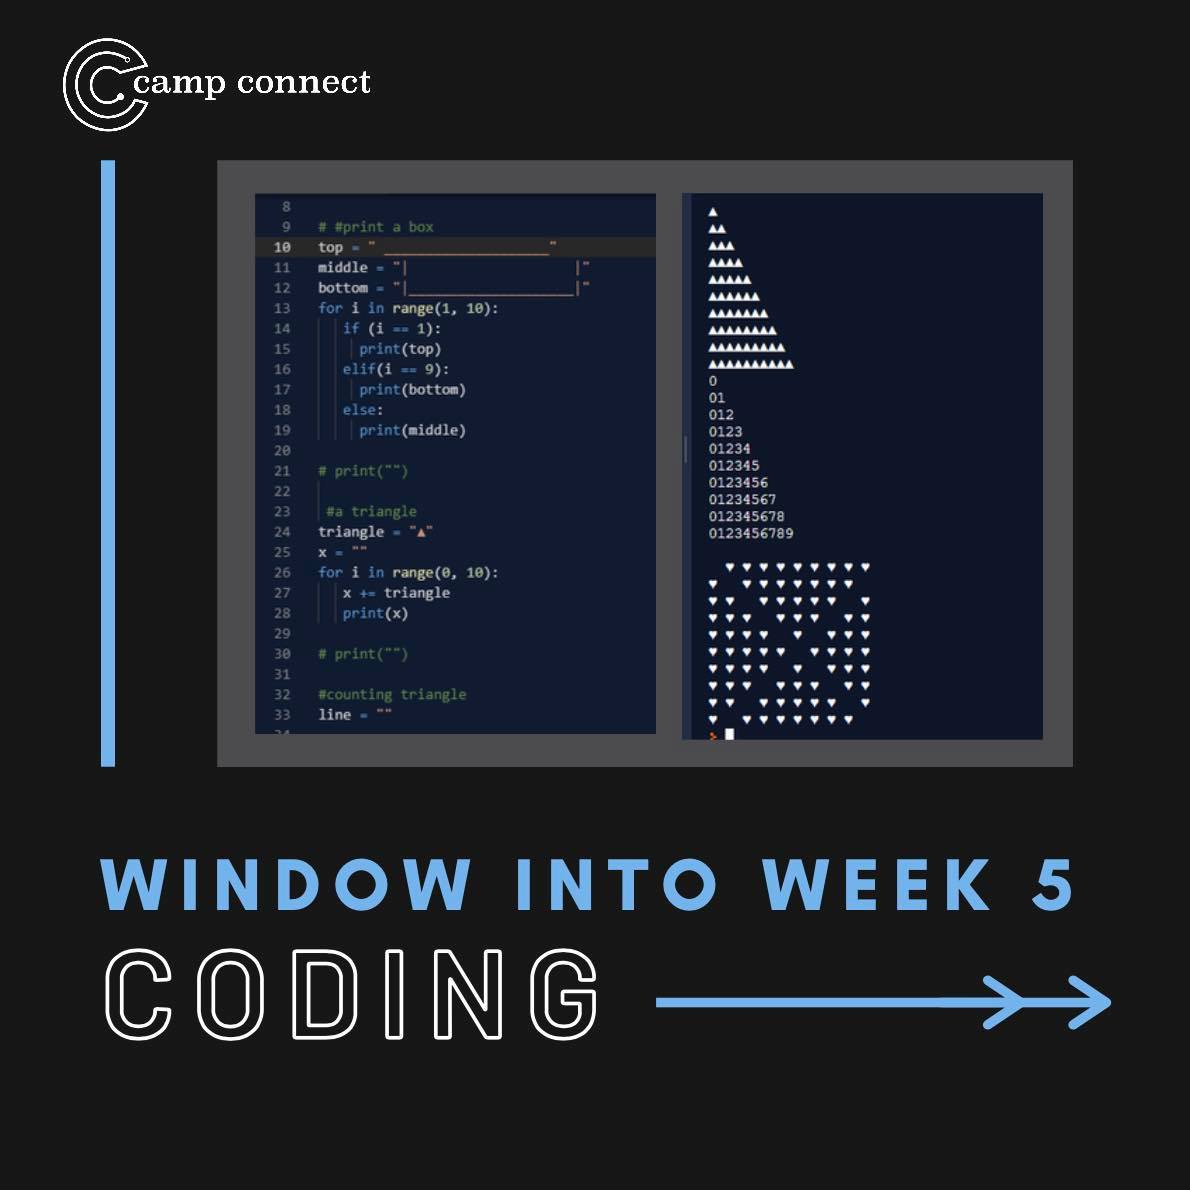 camp connect
8
9 # #print a box
10 top = " ____________________"
11 middle = "|                    |"
12 bottom = "|____________________|"
13 for i in range(1, 10):
14 if (i == 1):
15 print(top)
16 elif(i == 9):
17 print(bottom)
18 else:
19 print(middle)
20
21 # print("")
22
23 #a triangle
24 triangle = "▲"
25 x = ""
26 for i in range(0, 10):
27 x += triangle
28 print(x)
29
30 # print("")
31
32 #counting triangle
33 line = ""
▲
▲▲
▲▲▲
▲▲▲▲
▲▲▲▲▲
▲▲▲▲▲▲
▲▲▲▲▲▲▲
▲▲▲▲▲▲▲▲
▲▲▲▲▲▲▲▲▲
▲▲▲▲▲▲▲▲▲▲
0
01
012
0123
01234
012345
0123456
01234567
012345678
0123456789
  ♥ ♥ ♥ ♥ ♥ ♥ ♥ ♥ ♥
♥   ♥ ♥ ♥ ♥ ♥ ♥ ♥
♥ ♥   ♥ ♥ ♥ ♥ ♥   ♥
♥ ♥ ♥   ♥ ♥ ♥   ♥ ♥
♥ ♥ ♥ ♥   ♥   ♥ ♥ ♥
♥ ♥ ♥ ♥ ♥   ♥ ♥ ♥ ♥
♥ ♥ ♥ ♥   ♥   ♥ ♥ ♥
♥ ♥ ♥   ♥ ♥ ♥   ♥ ♥
♥ ♥   ♥ ♥ ♥ ♥ ♥   ♥
♥   ♥ ♥ ♥ ♥ ♥ ♥ ♥
WINDOW INTO WEEK 5
CODING